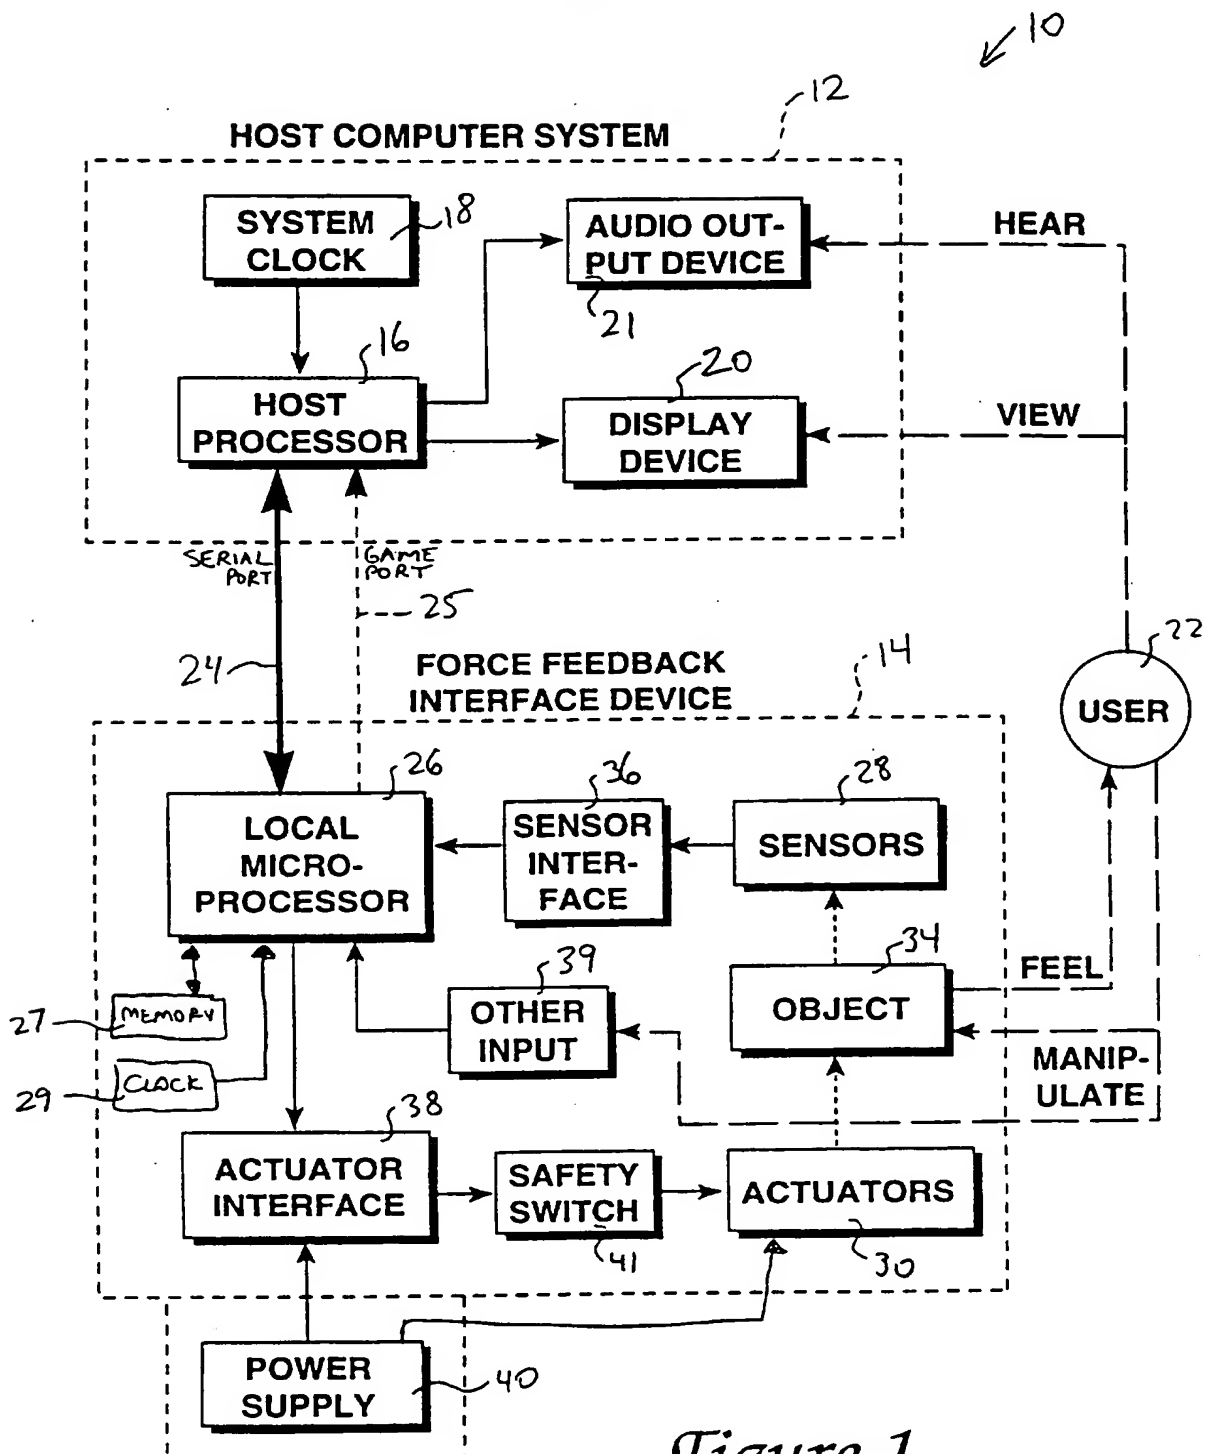 10
12
HOST COMPUTER SYSTEM
SYSTEM
CLOCK
18
AUDIO OUT-
PUT DEVICE
21
HEAR
16
HOST
PROCESSOR
20
DISPLAY
DEVICE
VIEW
SERIAL
PORT
GAME
PORT
25
24
FORCE FEEDBACK
INTERFACE DEVICE
14
22
USER
26
LOCAL
MICRO-
PROCESSOR
36
SENSOR
INTER-
FACE
28
SENSORS
34
OBJECT
FEEL
39
OTHER
INPUT
27
MEMORY
MANIP-
ULATE
29
CLOCK
38
ACTUATOR
INTERFACE
SAFETY
SWITCH
41
ACTUATORS
30
POWER
SUPPLY
40
Figure 1